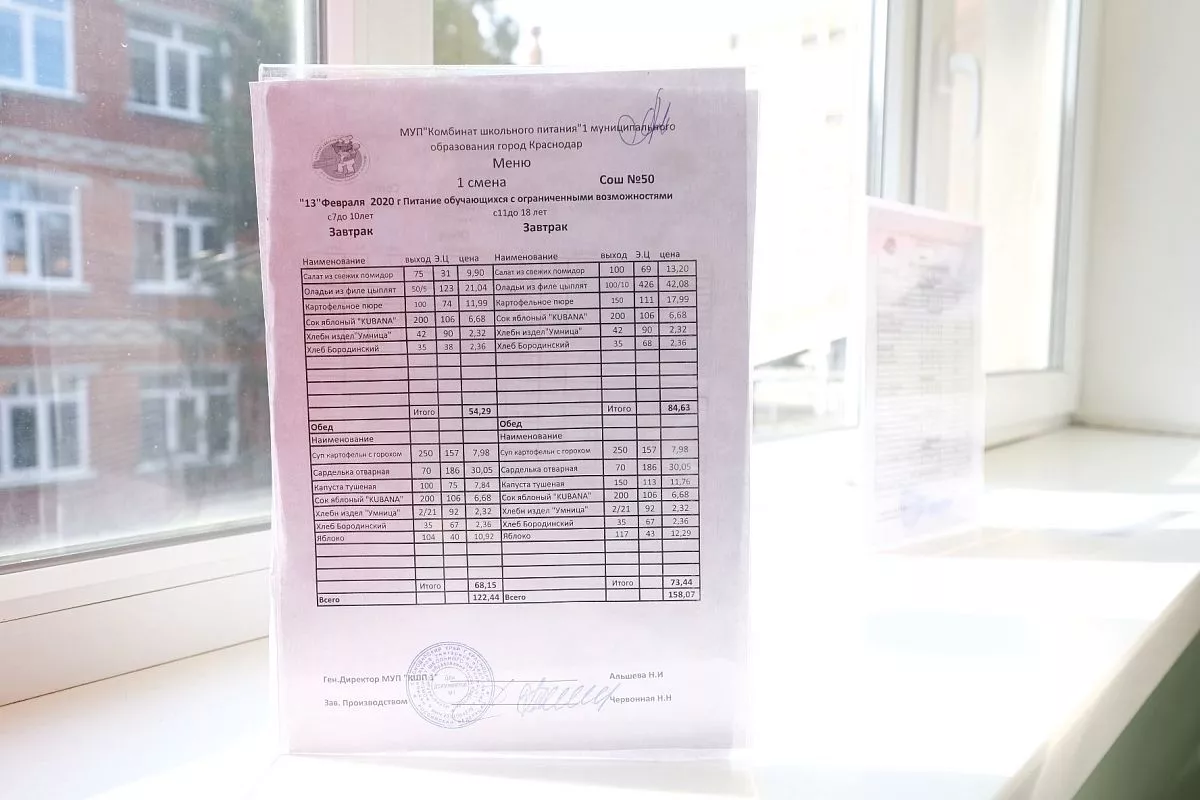 МУП"Комбинат школьного питания"1 муниципального
образования город Краснодар
Меню
1 смена Сош №50
"13"Февраля 2020 г Питание обучающихся с ограниченными возможностями
с7до 10лет с11до 18 лет
Завтрак Завтрак
Наименование выход Э.Ц цена Наименование выход Э.Ц цена
Салат из свежих помидор 75 31 9,90 Салат из свежих помидор 100 69 13,20
Оладьи из филе цыплят 50/5 123 21,04 Оладьи из филе цыплят 100/10 426 42,08
Картофельное пюре 100 74 11,99 Картофельное пюре 150 111 17,99
Сок яблоный "KUBANA" 200 106 6,68 Сок яблоный "KUBANA" 200 106 6,68
Хлебн издел"Умница" 42 90 2,32 Хлебн издел"Умница" 42 90 2,32
Хлеб Бородинский 35 38 2,36 Хлеб Бородинский 35 68 2,36
Итого 54,29 Итого 84,63
Обед Обед
Наименование Наименование
Суп картофельн с горохом 250 157 7,98 Суп картофельн с горохом 250 157 7,98
Сарделька отварная 70 186 30,05 Сарделька отварная 70 186 30,05
Капуста тушеная 100 75 7,84 Капуста тушеная 150 113 11,76
Сок яблоный "KUBANA" 200 106 6,68 Сок яблоный "KUBANA" 200 106 6,68
Хлебн издел "Умница" 2/21 92 2,32 Хлебн издел "Умница" 2/21 92 2,32
Хлеб Бородинский 35 67 2,36 Хлеб Бородинский 35 67 2,36
Яблоко 104 40 10,92 Яблоко 117 43 12,29
Итого 68,15 Итого 73,44
Всего 122,44 Всего 158,07
Ген.Директор МУП "КШП 1" Альшева Н.И
Зав. Производством Червонная Н.Н